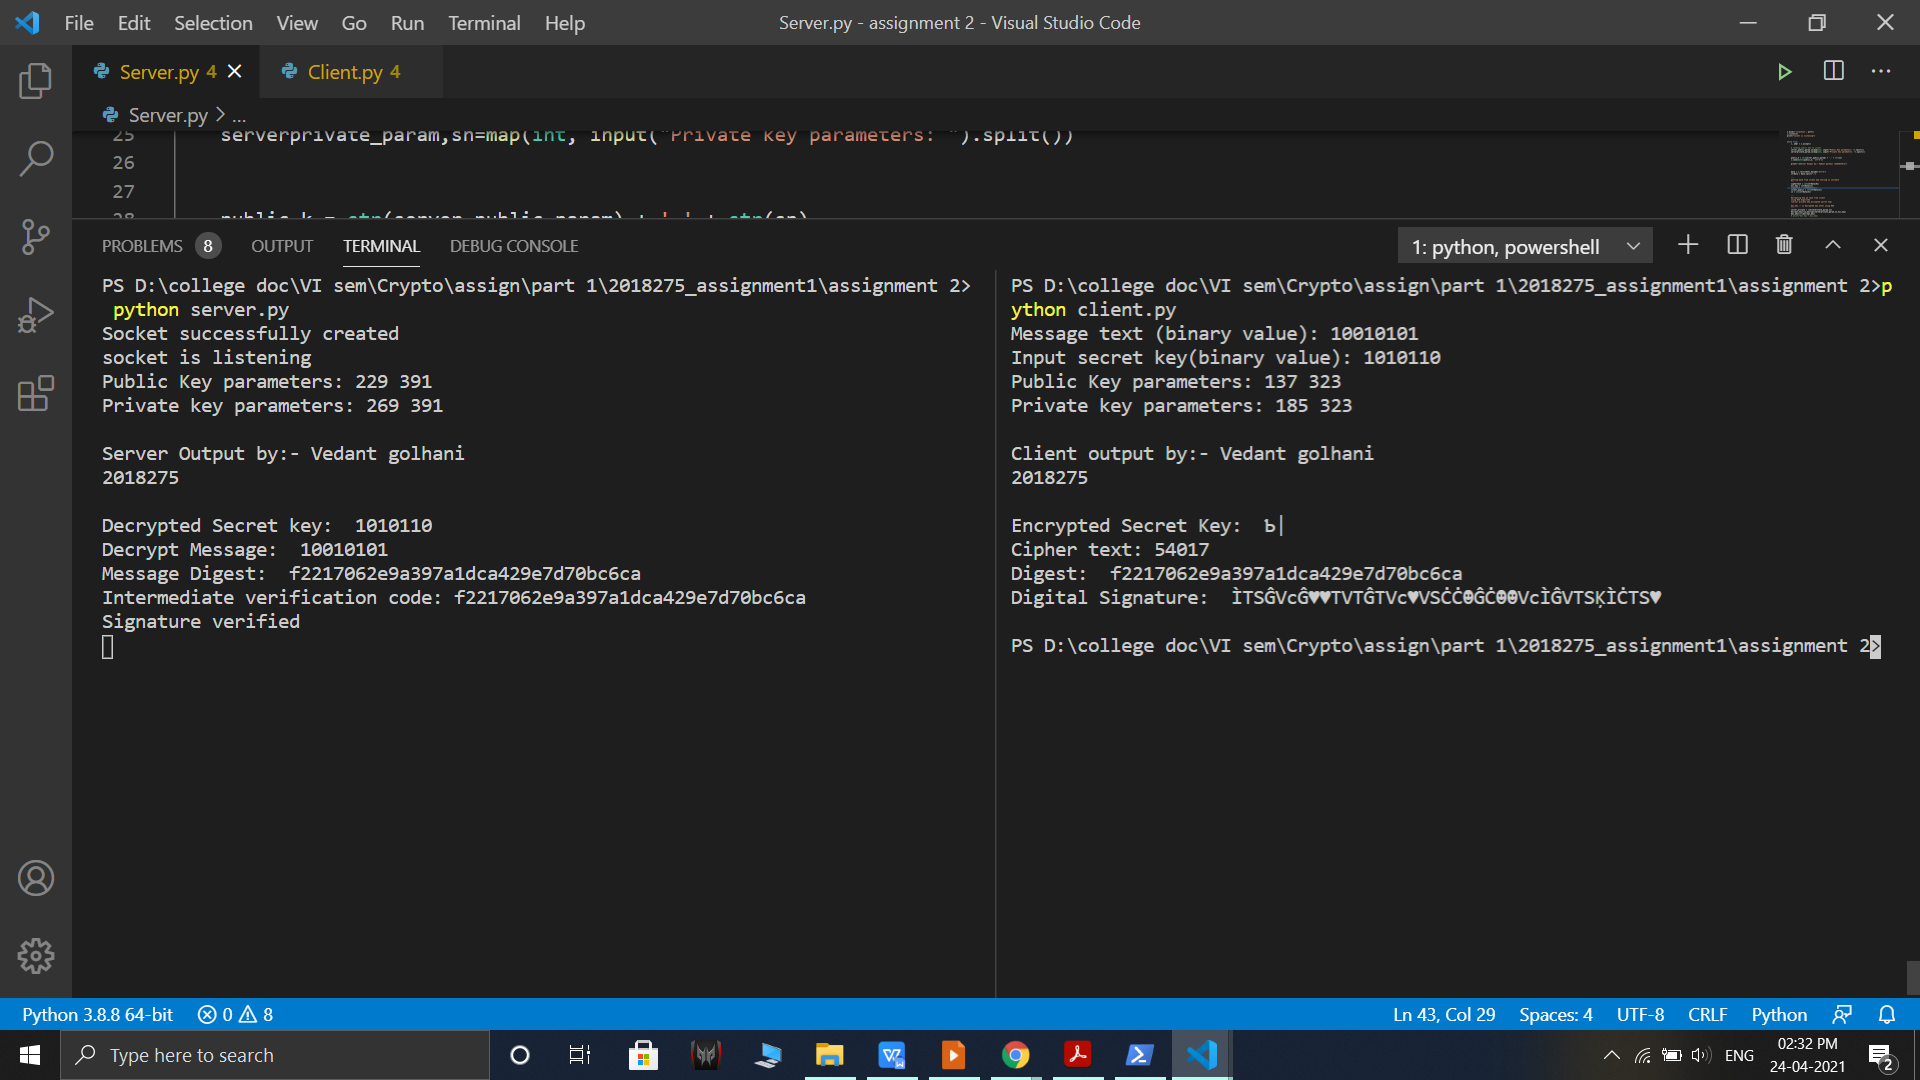 File Edit Selection View Go Run Terminal Help
Server.py - assignment 2 - Visual Studio Code
Server.py 4
Client.py 4
Server.py > ...
25 serverprivate_param,sn=map(int, input("Private key parameters: ").split())
26
27
28 public_k = str(server_public_param) + ' ' + str(sn)
PROBLEMS 8 OUTPUT TERMINAL DEBUG CONSOLE
1: python, powershell
PS D:\college doc\VI sem\Crypto\assign\part 1\2018275_assignment1\assignment 2>
python server.py
Socket successfully created
socket is listening
Public Key parameters: 229 391
Private key parameters: 269 391
Server Output by:- Vedant golhani
2018275
Decrypted Secret key:  1010110
Decrypt Message:  10010101
Message Digest:  f2217062e9a397a1dca429e7d70bc6ca
Intermediate verification code: f2217062e9a397a1dca429e7d70bc6ca
Signature verified
PS D:\college doc\VI sem\Crypto\assign\part 1\2018275_assignment1\assignment 2>p
ython client.py
Message text (binary value): 10010101
Input secret key(binary value): 1010110
Public Key parameters: 137 323
Private key parameters: 185 323
Client output by:- Vedant golhani
2018275
Encrypted Secret Key:  Ъ|
Cipher text: 54017
Digest:  f2217062e9a397a1dca429e7d70bc6ca
Digital Signature:
PS D:\college doc\VI sem\Crypto\assign\part 1\2018275_assignment1\assignment 2>
Python 3.8.8 64-bit 0 8
Ln 43, Col 29 Spaces: 4 UTF-8 CRLF Python
Type here to search
ENG
02:32 PM
24-04-2021
2